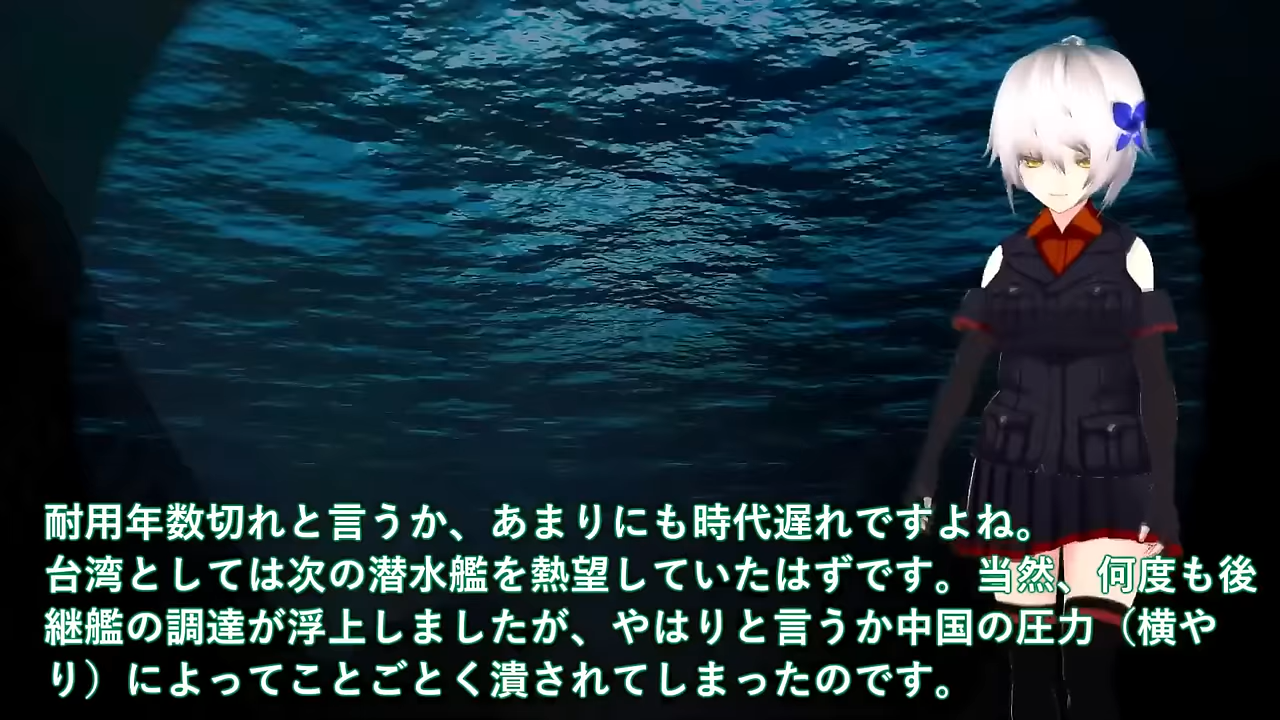 耐用年数切れと言うか、あまりにも時代遅れですよね。
台湾としては次の潜水艦を熱望していたはずです。当然、何度も後
継艦の調達が浮上しましたが、やはりと言うか中国の圧力（横や
り）によってことごとく潰されてしまったのです。